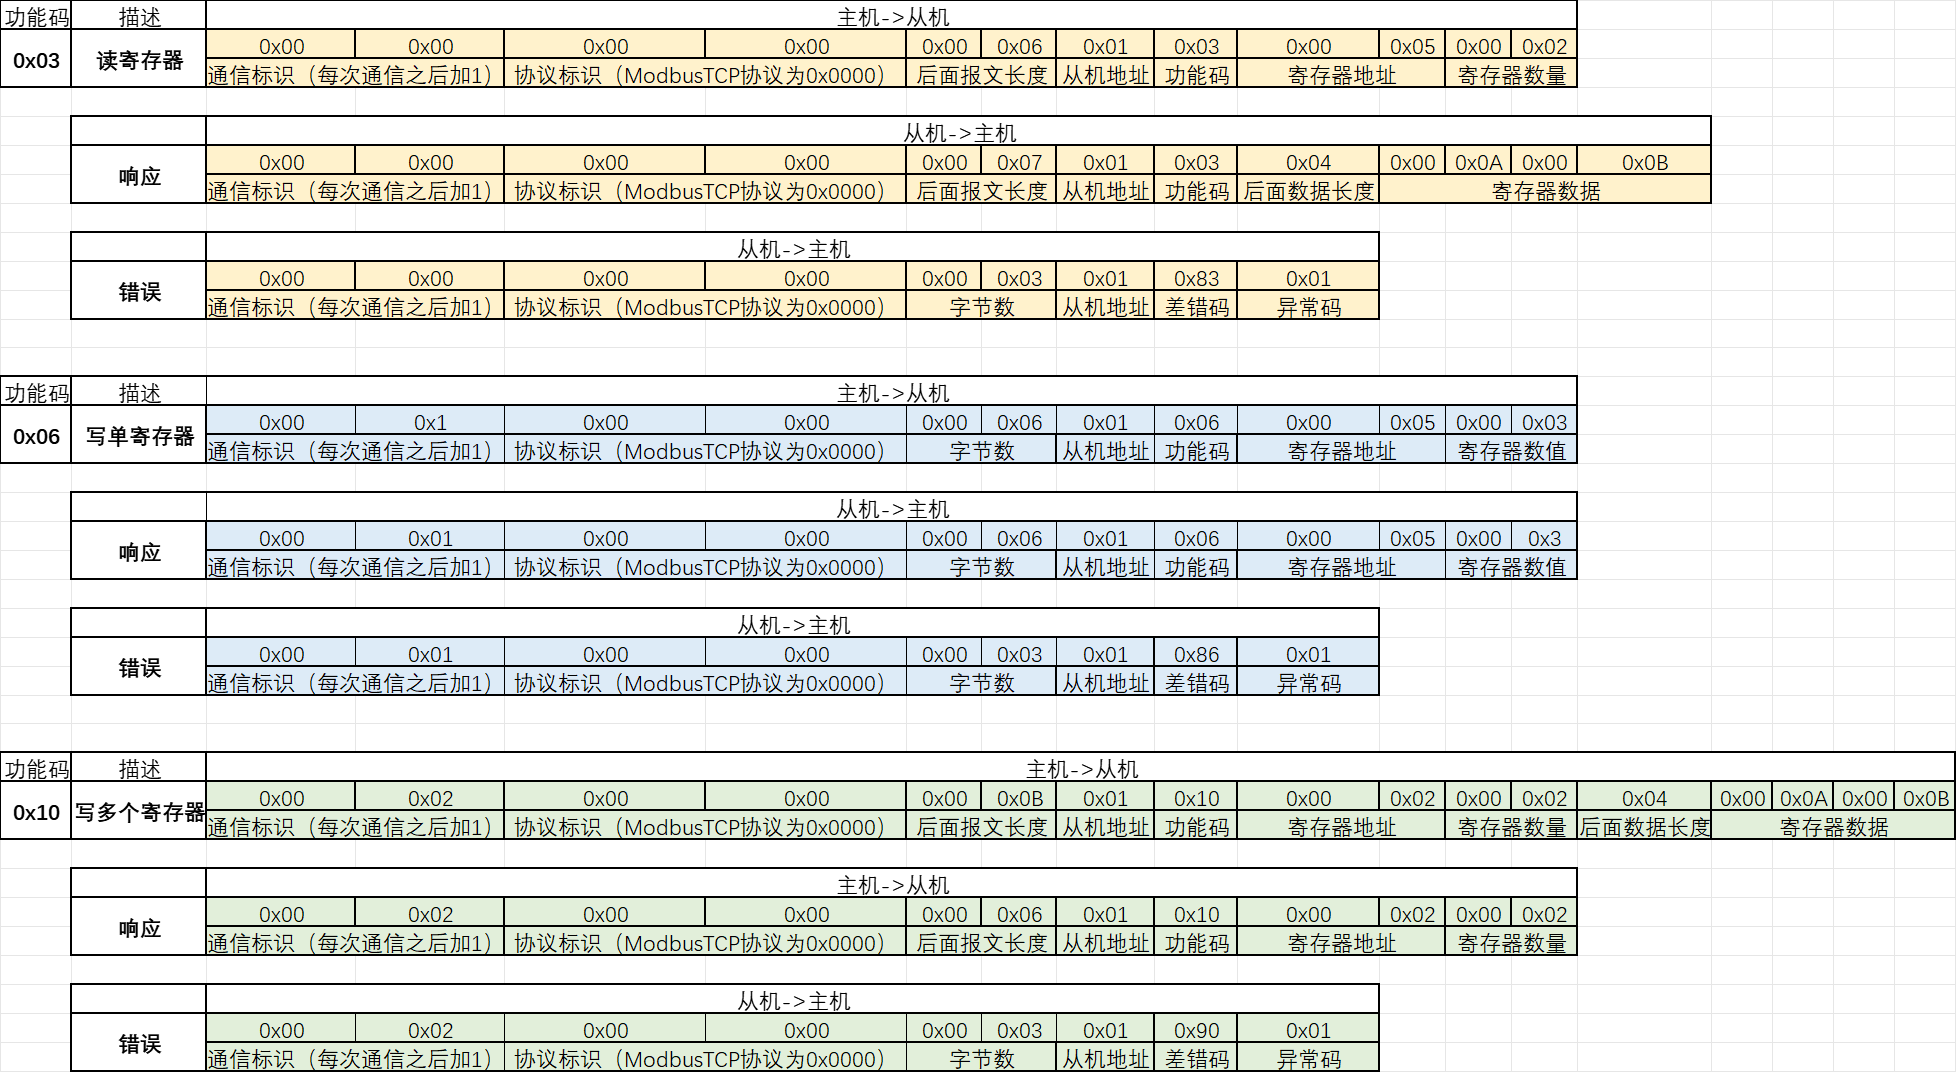 功能码 描述 主机->从机
0x03 读寄存器 0x00 0x00 0x00 0x00 0x00 0x06 0x01 0x03 0x00 0x05 0x00 0x02
通信标识（每次通信之后加1） 协议标识（ModbusTCP协议为0x0000） 后面报文长度 从机地址 功能码 寄存器地址 寄存器数量
从机->主机
响应 0x00 0x00 0x00 0x00 0x00 0x07 0x01 0x03 0x04 0x00 0x0A 0x00 0x0B
通信标识（每次通信之后加1） 协议标识（ModbusTCP协议为0x0000） 后面报文长度 从机地址 功能码 后面数据长度 寄存器数据
从机->主机
错误 0x00 0x00 0x00 0x00 0x00 0x03 0x01 0x83 0x01
通信标识（每次通信之后加1） 协议标识（ModbusTCP协议为0x0000） 字节数 从机地址 差错码 异常码
功能码 描述 主机->从机
0x06 写单寄存器 0x00 0x1 0x00 0x00 0x00 0x06 0x01 0x06 0x00 0x05 0x00 0x03
通信标识（每次通信之后加1） 协议标识（ModbusTCP协议为0x0000） 字节数 从机地址 功能码 寄存器地址 寄存器数值
从机->主机
响应 0x00 0x01 0x00 0x00 0x00 0x06 0x01 0x06 0x00 0x05 0x00 0x3
通信标识（每次通信之后加1） 协议标识（ModbusTCP协议为0x0000） 字节数 从机地址 功能码 寄存器地址 寄存器数值
从机->主机
错误 0x00 0x01 0x00 0x00 0x00 0x03 0x01 0x86 0x01
通信标识（每次通信之后加1） 协议标识（ModbusTCP协议为0x0000） 字节数 从机地址 差错码 异常码
功能码 描述 主机->从机
0x10 写多个寄存器 0x00 0x02 0x00 0x00 0x00 0x0B 0x01 0x10 0x00 0x02 0x00 0x02 0x04 0x00 0x0A 0x00 0x0B
通信标识（每次通信之后加1） 协议标识（ModbusTCP协议为0x0000） 后面报文长度 从机地址 功能码 寄存器地址 寄存器数量 后面数据长度 寄存器数据
主机->从机
响应 0x00 0x02 0x00 0x00 0x00 0x06 0x01 0x10 0x00 0x02 0x00 0x02
通信标识（每次通信之后加1） 协议标识（ModbusTCP协议为0x0000） 后面报文长度 从机地址 功能码 寄存器地址 寄存器数量
从机->主机
错误 0x00 0x02 0x00 0x00 0x00 0x03 0x01 0x90 0x01
通信标识（每次通信之后加1） 协议标识（ModbusTCP协议为0x0000） 字节数 从机地址 差错码 异常码